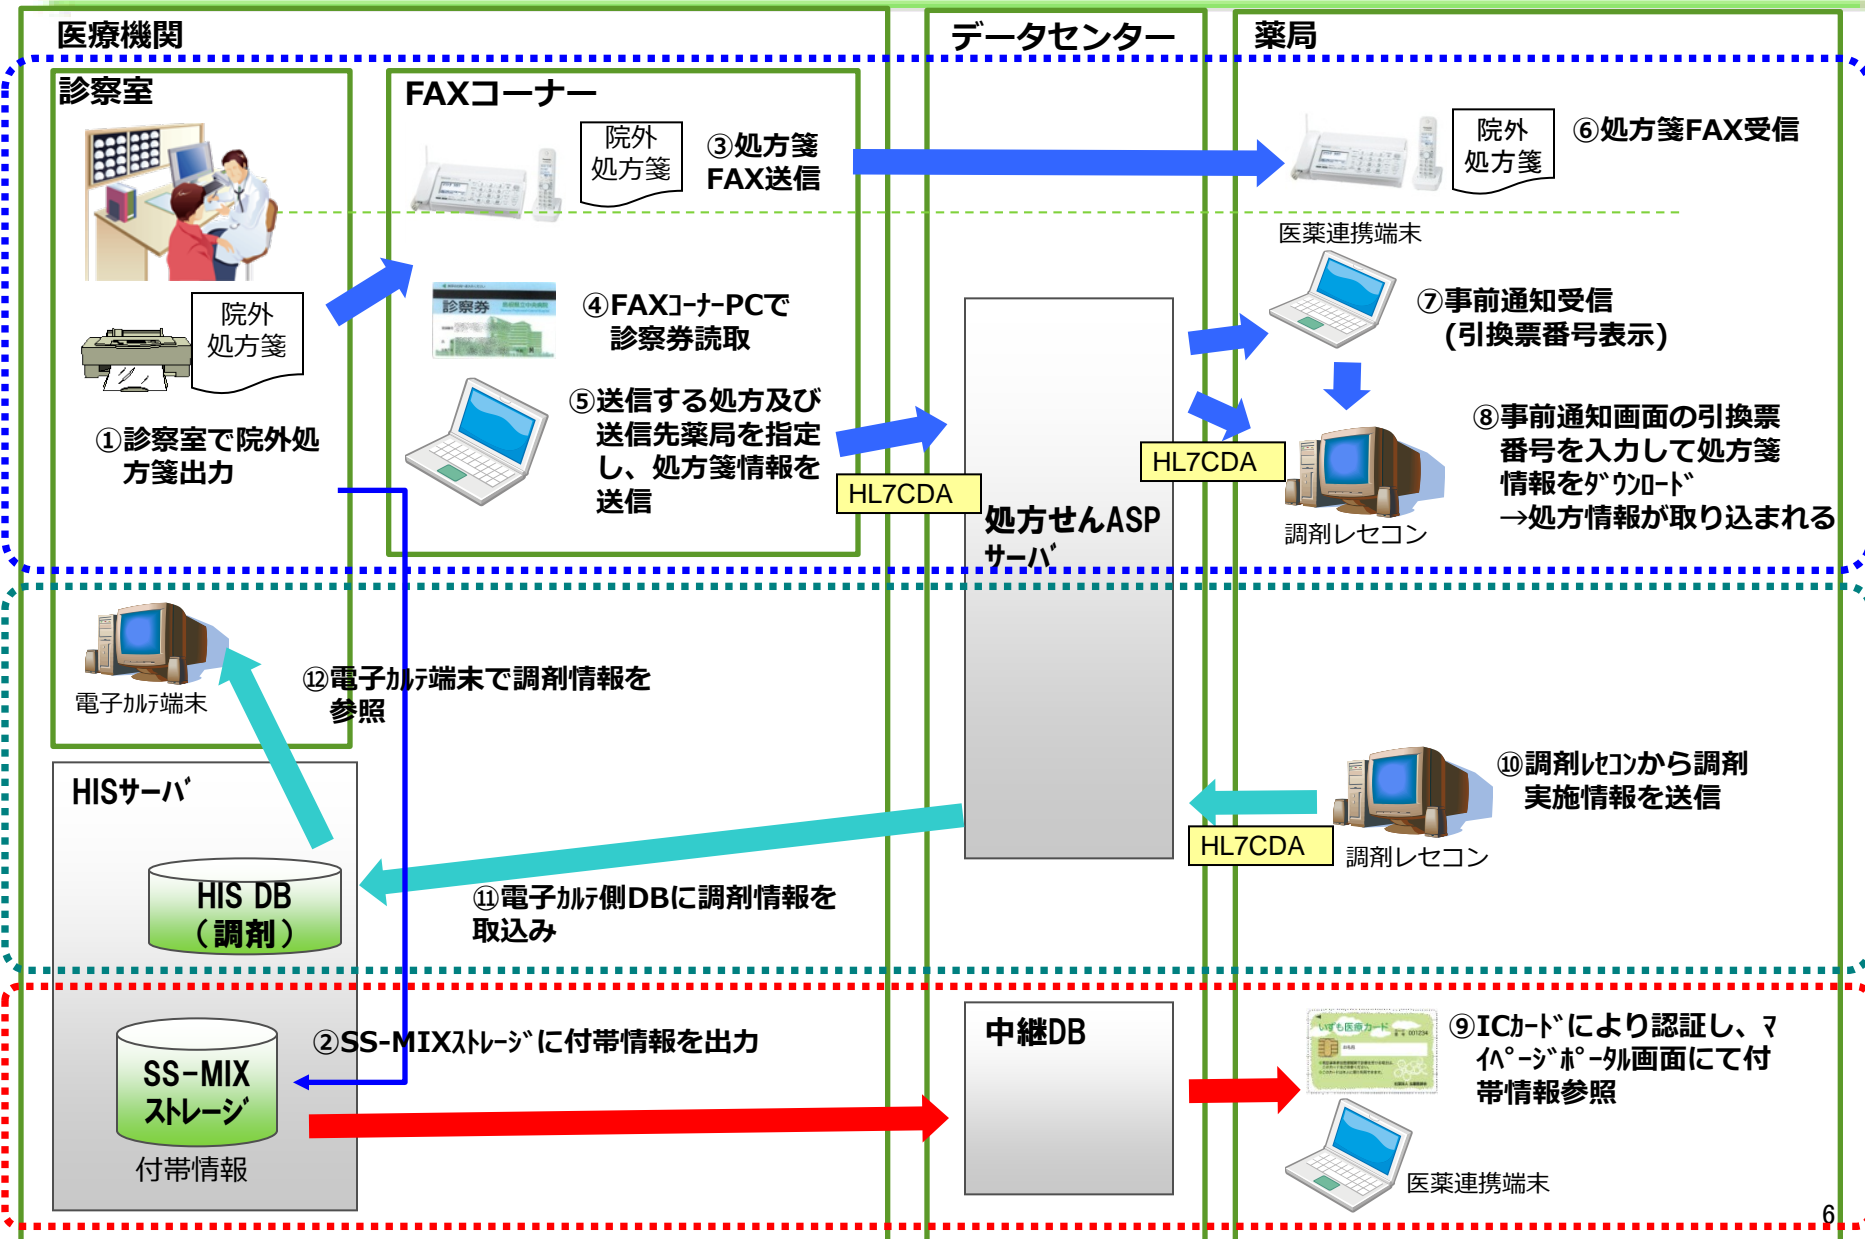 医療機関
データセンター
薬局
診察室
FAXコーナー
院外
処方箋
③処方箋
FAX送信
院外
処方箋
⑥処方箋FAX受信
医薬連携端末
院外
処方箋
診察券
④FAXｺｰﾅｰPCで
診察券読取
⑦事前通知受信
(引換票番号表示)
①診察室で院外処
方箋出力
⑤送信する処方及び
送信先薬局を指定
し、処方箋情報を
送信
HL7CDA
HL7CDA
処方せんASP
ｻｰﾊﾞ
調剤レセコン
⑧事前通知画面の引換票
番号を入力して処方箋
情報をﾀﾞｳﾝﾛｰﾄﾞ
→処方情報が取り込まれる
電子ｶﾙﾃ端末
⑫電子ｶﾙﾃ端末で調剤情報を
参照
HISｻｰﾊﾞ
HIS DB
（調剤）
⑪電子ｶﾙﾃ側DBに調剤情報を
取込み
HL7CDA
調剤レセコン
⑩調剤ﾚｾｺﾝから調剤
実施情報を送信
②SS-MIXｽﾄﾚｰｼﾞに付帯情報を出力
SS-MIX
ｽﾄﾚｰｼﾞ
付帯情報
中継DB
いずも医療カード
001234
⑨ICｶｰﾄﾞにより認証し、ﾏ
ｲﾍﾟｰｼﾞﾎﾟｰﾀﾙ画面にて付
帯情報参照
医薬連携端末
6